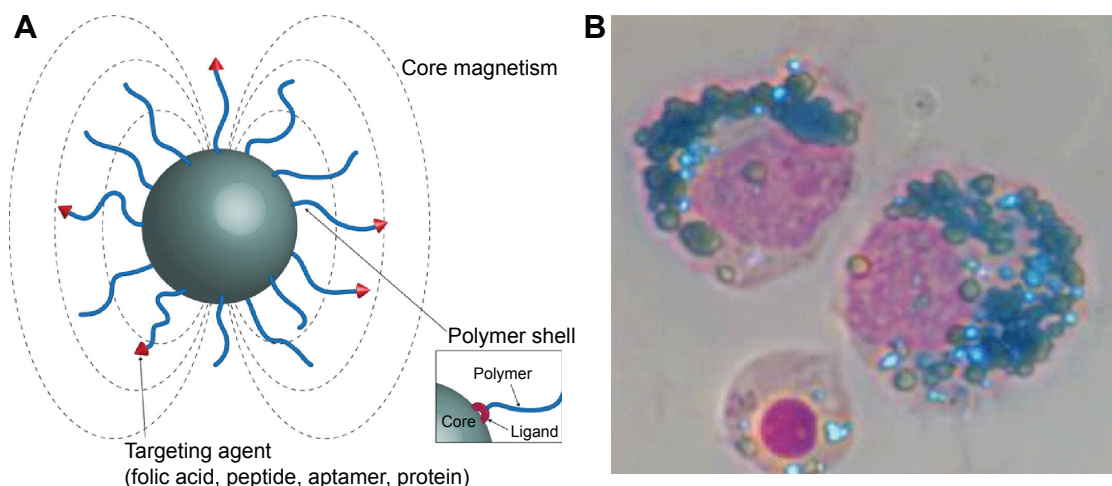 A
B
Core magnetism
Polymer shell
Polymer
Core
Ligand
Targeting agent
(folic acid, peptide, aptamer, protein)